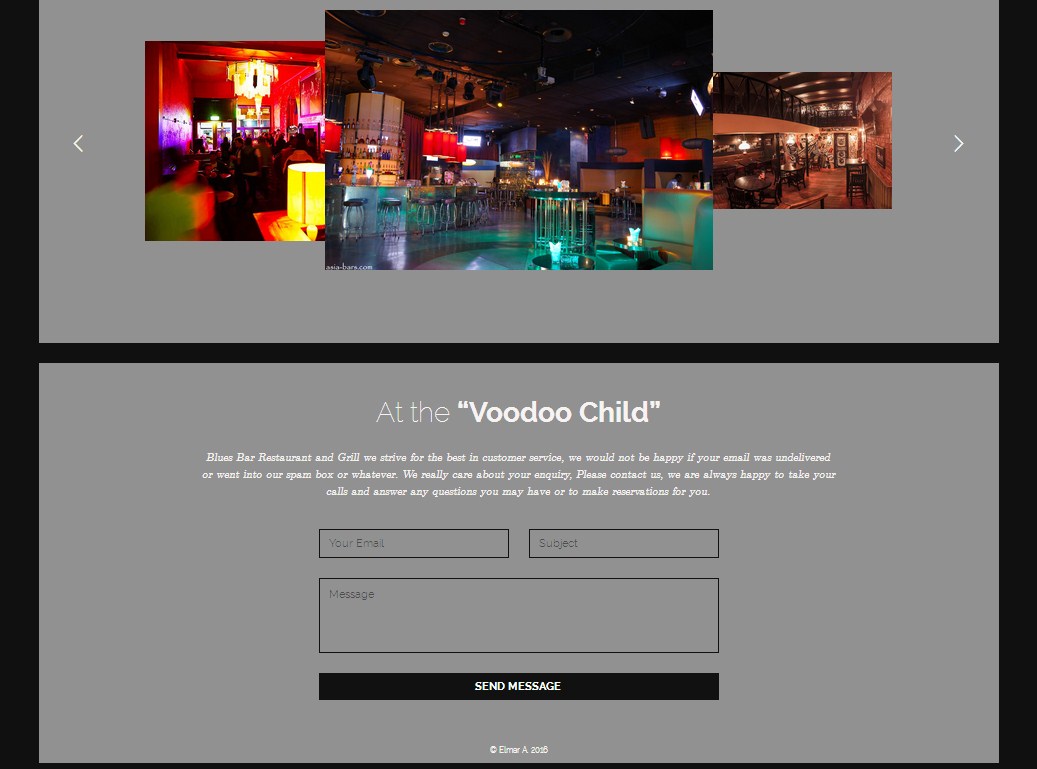 asia-bars.com
At the “Voodoo Child”
Blues Bar Restaurant and Grill we strive for the best in customer service, we would not be happy if your email was undelivered
or went into our spam box or whatever. We really care about your enquiry, Please contact us, we are always happy to take your
calls and answer any questions you may have or to make reservations for you.
Your Email
Subject
Message
SEND MESSAGE
© Elmar A. 2016